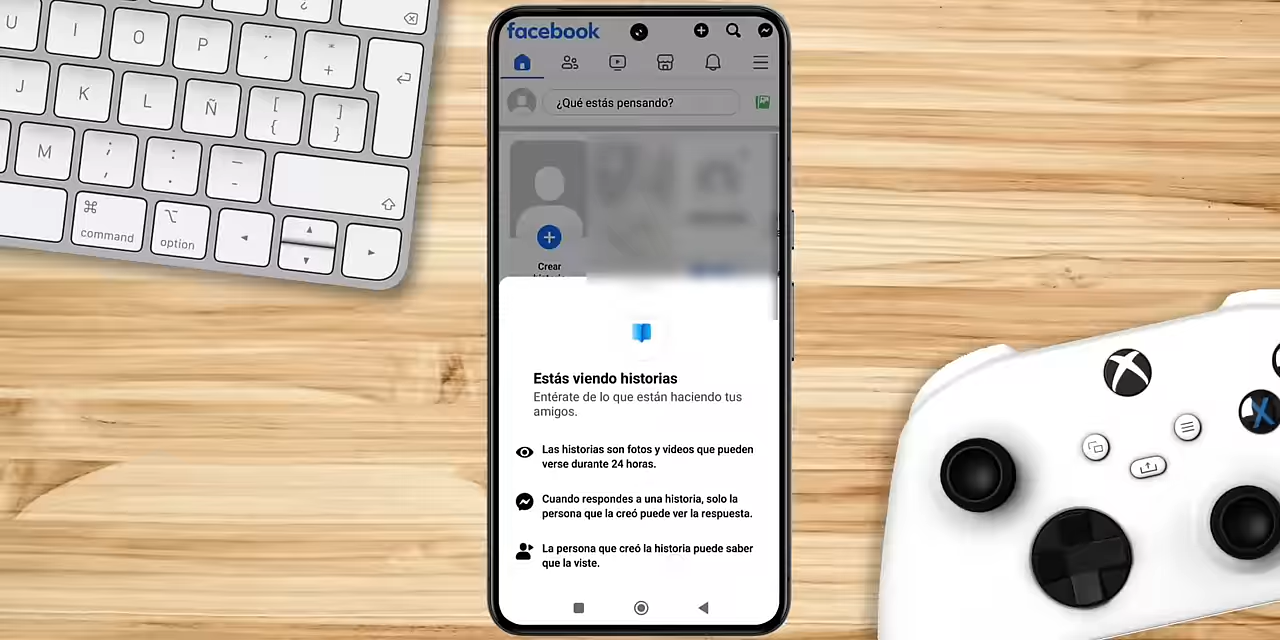 U
I
O
P
¨
´
*
+
J
K
L
Ñ
[
{
]
}
M
;
,
:
.
_
-
⌘
command
⌥
option
facebook
¿Qué estás pensando?
Crear
Estás viendo historias
Entérate de lo que están haciendo tus
amigos.
Las historias son fotos y videos que pueden
verse durante 24 horas.
Cuando respondes a una historia, solo la
persona que la creó puede ver la respuesta.
La persona que creó la historia puede saber
que la viste.
X